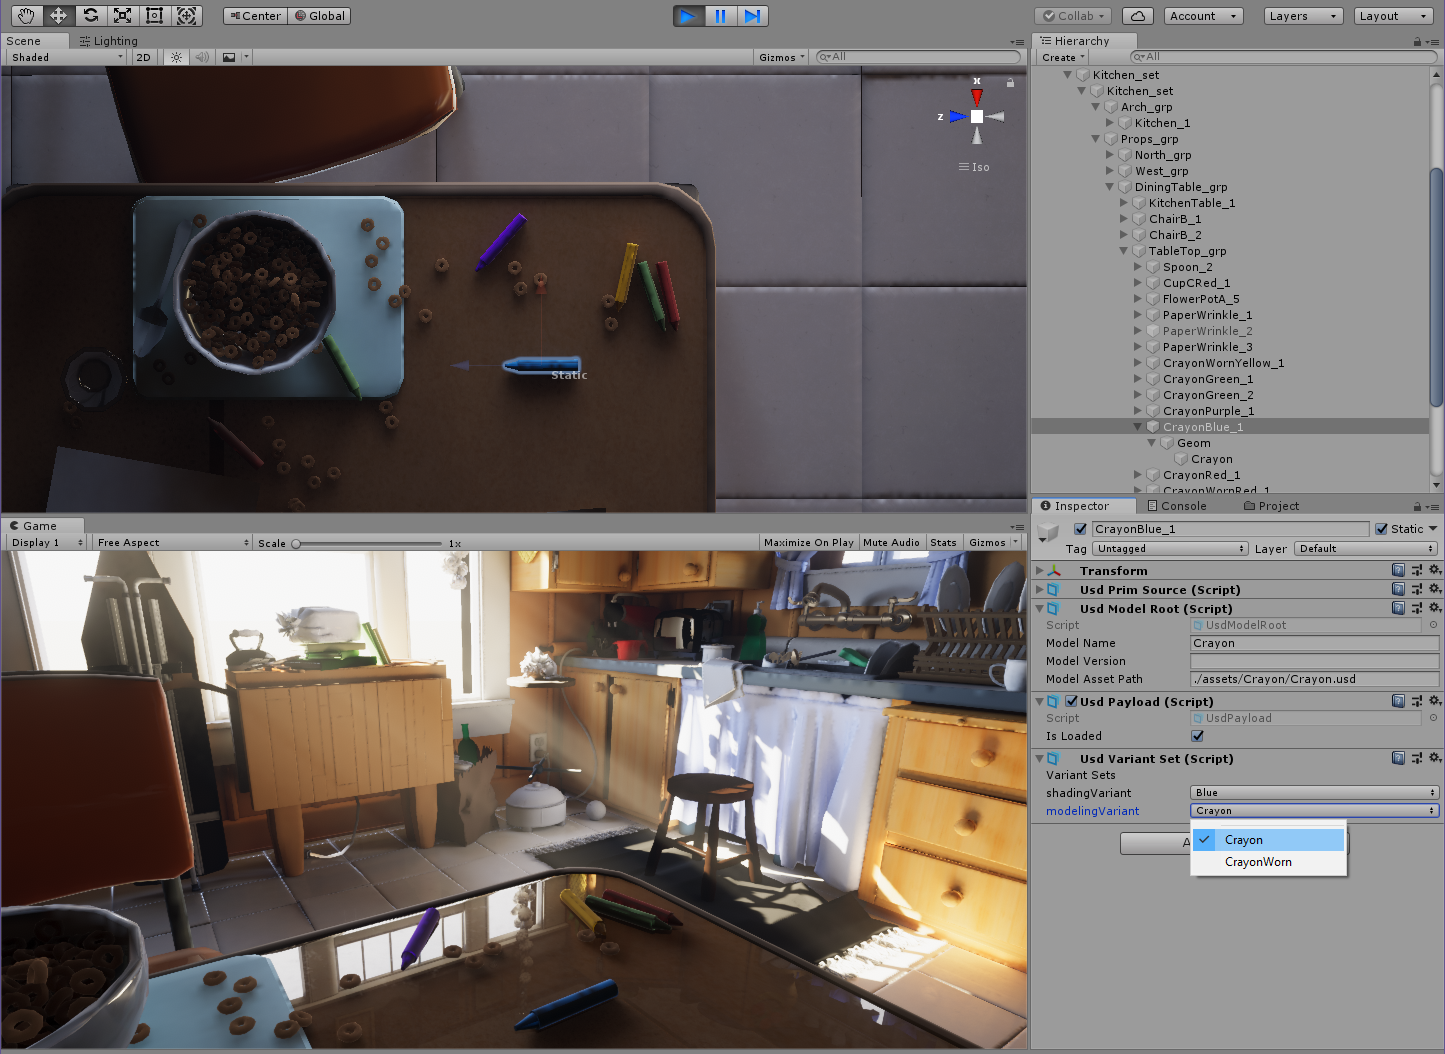 Center Global Collab Account Layers Layout
Scene Lighting
Shaded 2D Gizmos All
x
z
Iso
Static
Hierarchy
Create All
Kitchen_set
Kitchen_set
Arch_grp
Kitchen_1
Props_grp
North_grp
West_grp
DiningTable_grp
KitchenTable_1
ChairB_1
ChairB_2
TableTop_grp
Spoon_2
CupCRed_1
FlowerPotA_5
PaperWrinkle_1
PaperWrinkle_2
PaperWrinkle_3
CrayonWornYellow_1
CrayonGreen_1
CrayonGreen_2
CrayonPurple_1
CrayonBlue_1
Geom
Crayon
CrayonRed_1
CrayonWornRed_1
Game
Display 1 Free Aspect Scale 1x Maximize On Play Mute Audio Stats Gizmos
Inspector Console Project
CrayonBlue_1 Static
Tag Untagged Layer Default
Transform
Usd Prim Source (Script)
Usd Model Root (Script)
Script UsdModelRoot
Model Name Crayon
Model Version
Model Asset Path ./assets/Crayon/Crayon.usd
Usd Payload (Script)
Script UsdPayload
Is Loaded
Usd Variant Set (Script)
Variant Sets
shadingVariant Blue
modelingVariant Crayon
Crayon
CrayonWorn